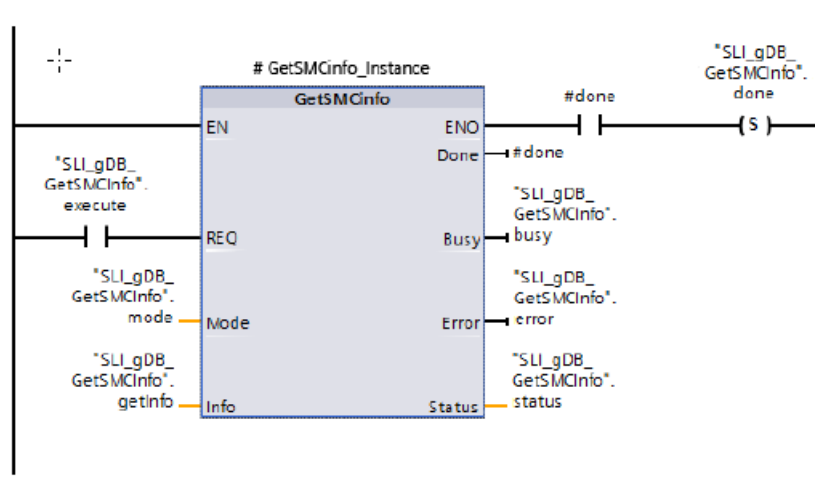 # GetSMCinfo_Instance
GetSMCinfo
"SLI_gDB_
GetSMCInfo".
done
#done
( S )
EN
ENO
Done
#done
"SLI_gDB_
GetSMCInfo".
execute
REQ
"SLI_gDB_
GetSMCInfo".
busy
Busy
"SLI_gDB_
GetSMCInfo".
mode
Mode
"SLI_gDB_
GetSMCInfo".
error
Error
"SLI_gDB_
GetSMCInfo".
getInfo
Info
"SLI_gDB_
GetSMCInfo".
status
Status